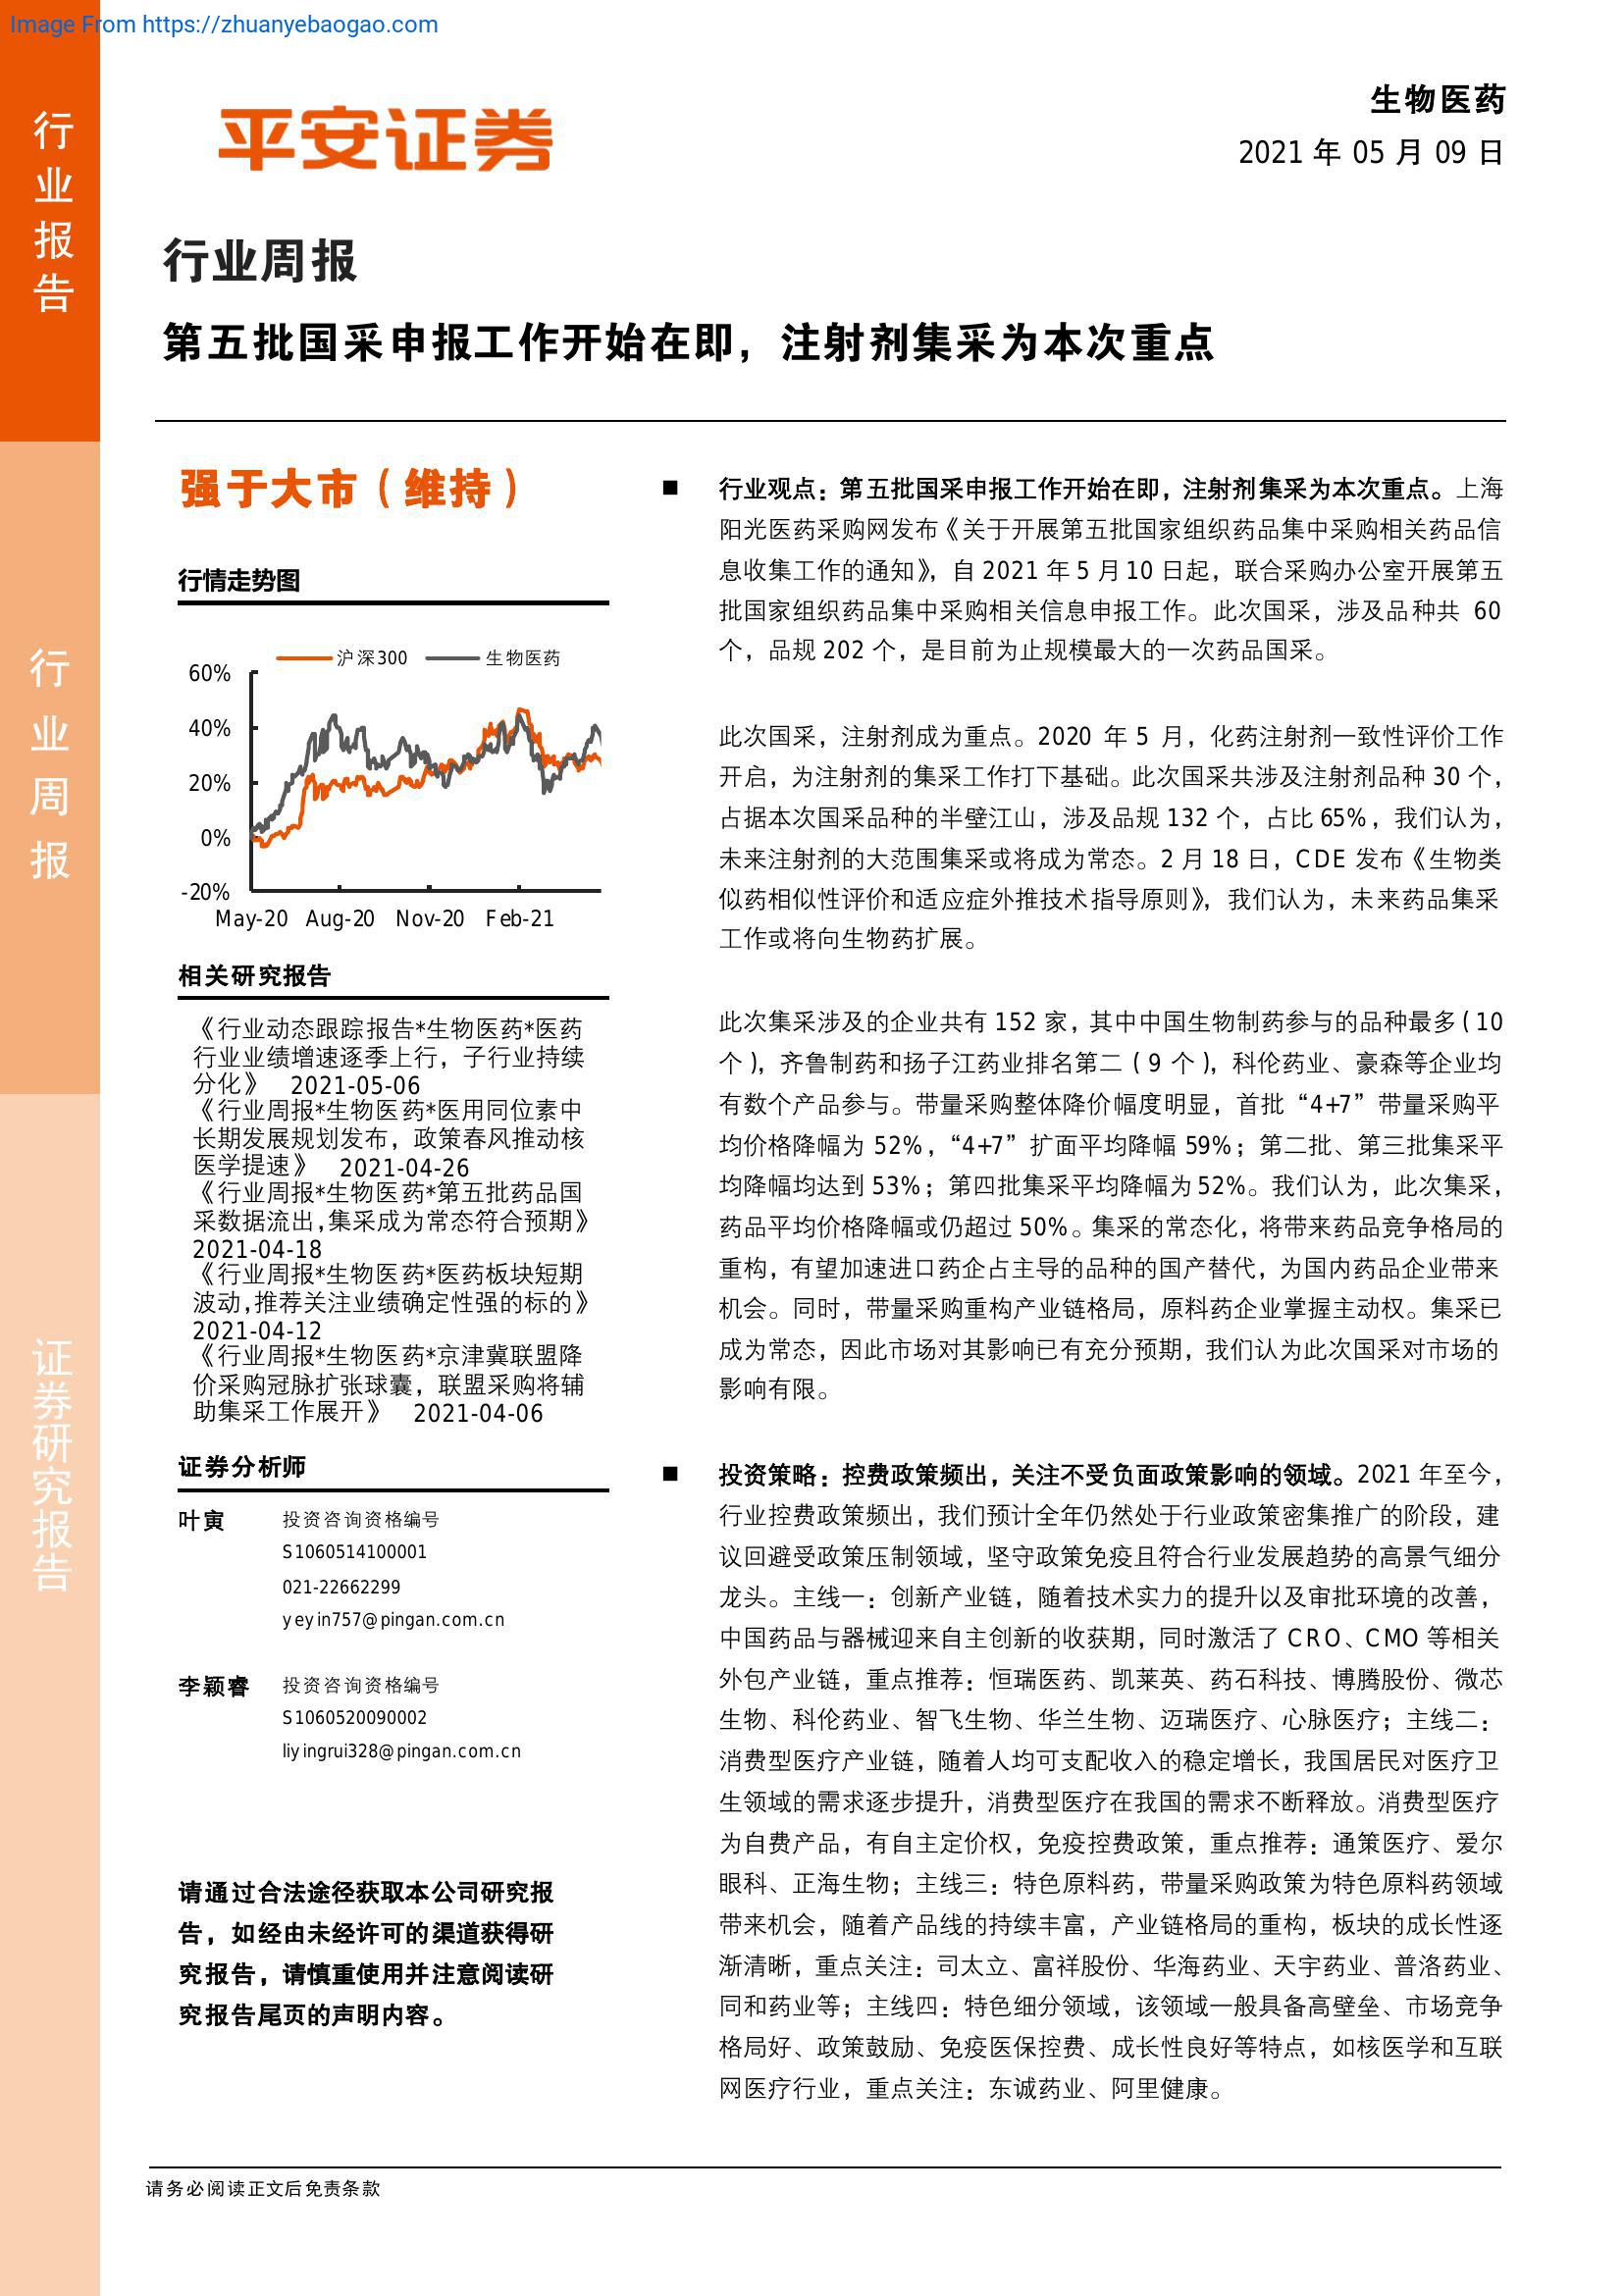 Image From https://zhuanyebaogao.com
行业报告
行业周报
证券研究报告
平安证券
生物医药
2021 年 05 月 09 日
行业周报
第五批国采申报工作开始在即，注射剂集采为本次重点
强于大市（维持）
行情走势图
沪深300 生物医药
60%
40%
20%
0%
-20%
May-20 Aug-20 Nov-20 Feb-21
相关研究报告
《行业动态跟踪报告*生物医药*医药
行业业绩增速逐季上行，子行业持续
分化》 2021-05-06
《行业周报*生物医药*医用同位素中
长期发展规划发布，政策春风推动核
医学提速》 2021-04-26
《行业周报*生物医药*第五批药品国
采数据流出,集采成为常态符合预期》
2021-04-18
《行业周报*生物医药*医药板块短期
波动,推荐关注业绩确定性强的标的》
2021-04-12
《行业周报*生物医药*京津冀联盟降
价采购冠脉扩张球囊，联盟采购将辅
助集采工作展开》 2021-04-06
证券分析师
叶寅 投资咨询资格编号
S1060514100001
021-22662299
yeyin757@pingan.com.cn
李颖睿 投资咨询资格编号
S1060520090002
liyingrui328@pingan.com.cn
请通过合法途径获取本公司研究报
告，如经由未经许可的渠道获得研
究报告，请慎重使用并注意阅读研
究报告尾页的声明内容。
■ 行业观点：第五批国采申报工作开始在即，注射剂集采为本次重点。上海
阳光医药采购网发布《关于开展第五批国家组织药品集中采购相关药品信
息收集工作的通知》，自 2021 年 5 月 10 日起，联合采购办公室开展第五
批国家组织药品集中采购相关信息申报工作。此次国采，涉及品种共 60
个，品规 202 个，是目前为止规模最大的一次药品国采。
此次国采，注射剂成为重点。2020 年 5 月，化药注射剂一致性评价工作
开启，为注射剂的集采工作打下基础。此次国采共涉及注射剂品种 30 个，
占据本次国采品种的半壁江山，涉及品规 132 个，占比 65%，我们认为，
未来注射剂的大范围集采或将成为常态。2 月 18 日，CDE 发布《生物类
似药相似性评价和适应症外推技术指导原则》，我们认为，未来药品集采
工作或将向生物药扩展。
此次集采涉及的企业共有 152 家，其中中国生物制药参与的品种最多（10
个），齐鲁制药和扬子江药业排名第二（9 个），科伦药业、豪森等企业均
有数个产品参与。带量采购整体降价幅度明显，首批“4+7”带量采购平
均价格降幅为 52%，“4+7”扩面平均降幅 59%；第二批、第三批集采平
均降幅均达到 53%；第四批集采平均降幅为 52%。我们认为，此次集采，
药品平均价格降幅或仍超过 50%。集采的常态化，将带来药品竞争格局的
重构，有望加速进口药企占主导的品种的国产替代，为国内药品企业带来
机会。同时，带量采购重构产业链格局，原料药企业掌握主动权。集采已
成为常态，因此市场对其影响已有充分预期，我们认为此次国采对市场的
影响有限。
■ 投资策略：控费政策频出，关注不受负面政策影响的领域。2021 年至今，
行业控费政策频出，我们预计全年仍然处于行业政策密集推广的阶段，建
议回避受政策压制领域，坚守政策免疫且符合行业发展趋势的高景气细分
龙头。主线一：创新产业链，随着技术实力的提升以及审批环境的改善，
中国药品与器械迎来自主创新的收获期，同时激活了 CRO、CMO 等相关
外包产业链，重点推荐：恒瑞医药、凯莱英、药石科技、博腾股份、微芯
生物、科伦药业、智飞生物、华兰生物、迈瑞医疗、心脉医疗；主线二：
消费型医疗产业链，随着人均可支配收入的稳定增长，我国居民对医疗卫
生领域的需求逐步提升，消费型医疗在我国的需求不断释放。消费型医疗
为自费产品，有自主定价权，免疫控费政策，重点推荐：通策医疗、爱尔
眼科、正海生物；主线三：特色原料药，带量采购政策为特色原料药领域
带来机会，随着产品线的持续丰富，产业链格局的重构，板块的成长性逐
渐清晰，重点关注：司太立、富祥股份、华海药业、天宇药业、普洛药业、
同和药业等；主线四：特色细分领域，该领域一般具备高壁垒、市场竞争
格局好、政策鼓励、免疫医保控费、成长性良好等特点，如核医学和互联
网医疗行业，重点关注：东诚药业、阿里健康。
请务必阅读正文后免责条款